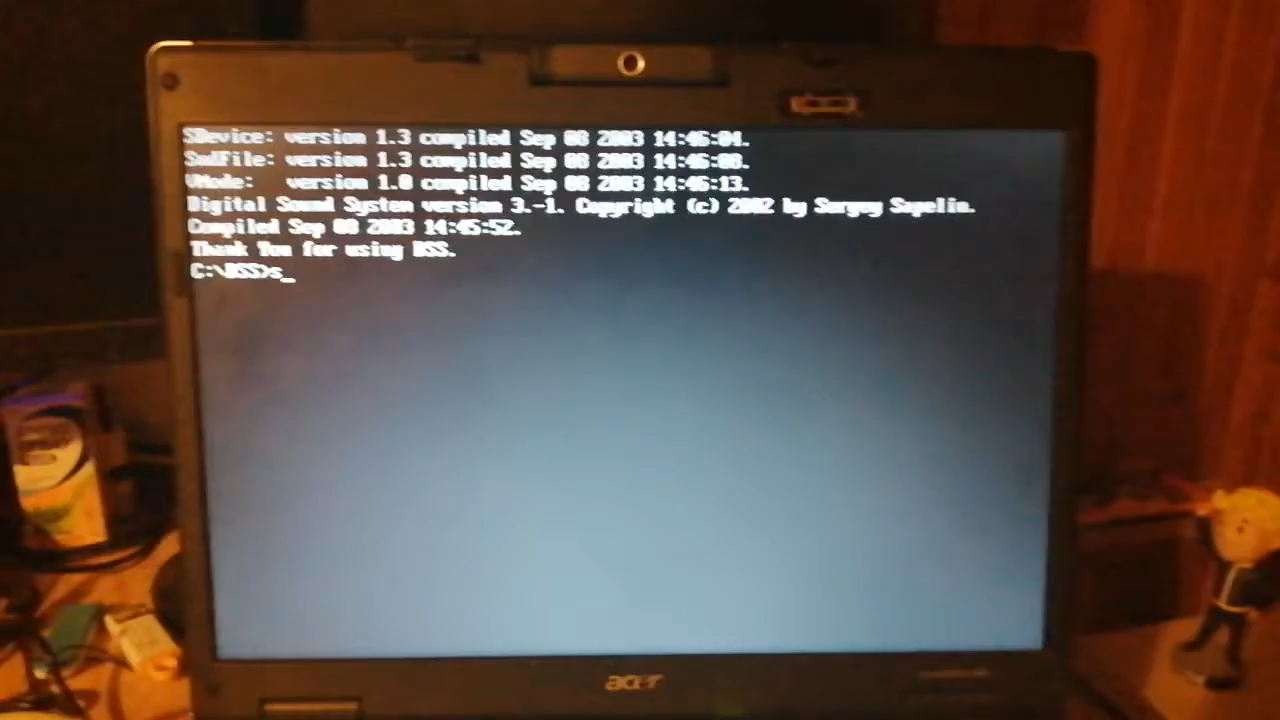 SDevice: version 1.3 compiled Sep 08 2003 14:46:04.
SndFile: version 1.3 compiled Sep 08 2003 14:46:08.
VMode: version 1.0 compiled Sep 08 2003 14:46:13.
Digital Sound System version 3.-1. Copyright (c) 2002 by Sergey Sapelin.
Compiled Sep 08 2003 14:45:52.
Thank You for using DSS.
C:\DSS>s_
acer